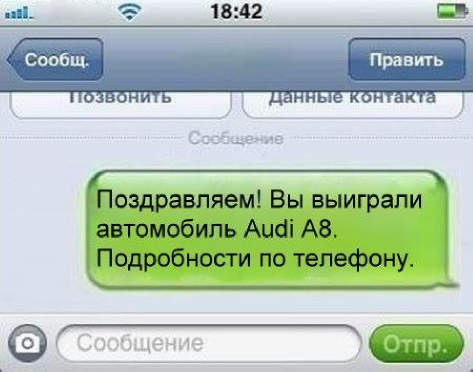 18:42
Сообщ.
Править
Позвонить
Данные контакта
Сообщение
Поздравляем! Вы выиграли
автомобиль Audi A8.
Подробности по телефону.
Сообщение
Отпр.